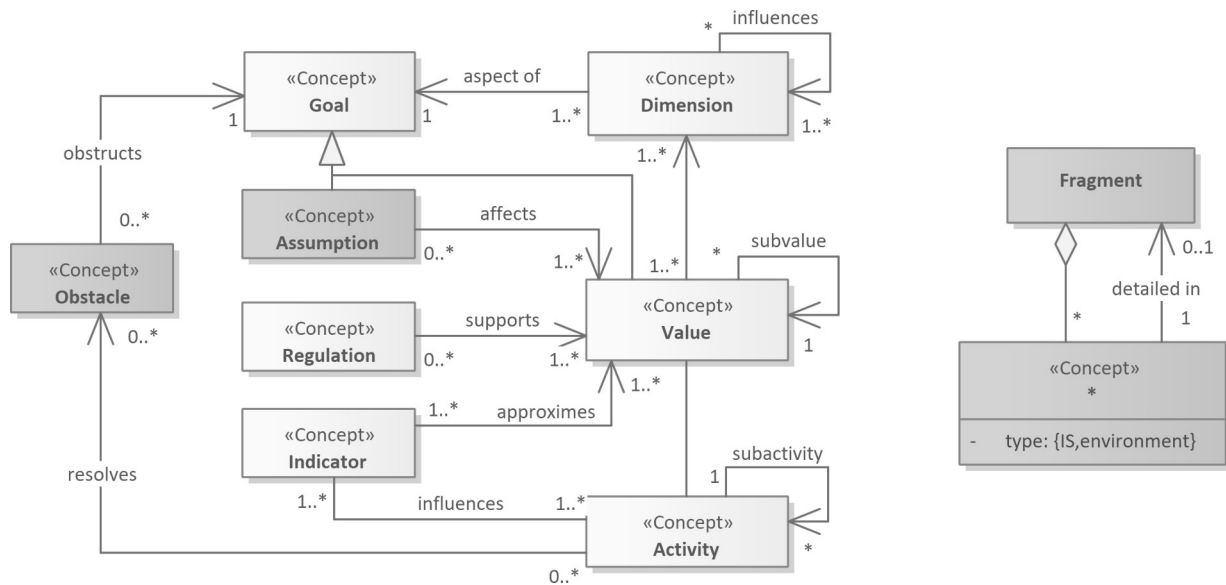 influences
*
«Concept»
Goal
aspect of
«Concept»
Dimension
1
1
1..*
1..*
obstructs
1..*
Fragment
«Concept»
Assumption
affects
0..*
0..*
subvalue
*
0..1
«Concept»
Obstacle
1..*
1..*
detailed in
«Concept»
Value
*
1
0..*
«Concept»
Regulation
supports
0..*
1..*
1
1..*
«Concept»
*
1..*
approximes
«Concept»
Indicator
- type: {IS,environment}
resolves
subactivity
1
1..*
influences
1..*
«Concept»
Activity
*
0..*